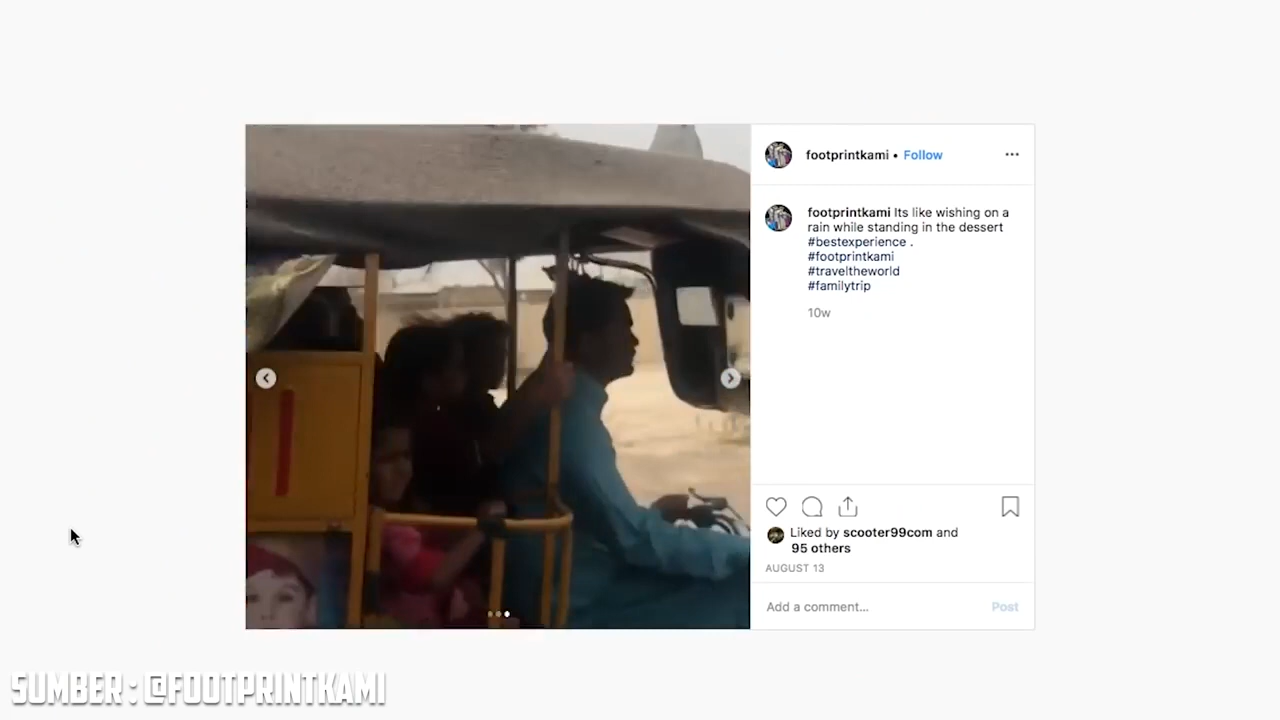 footprintkami • Follow
footprintkami Its like wishing on a
rain while standing in the dessert
#bestexperience .
#footprintkami
#traveltheworld
#familytrip
10w
Liked by scooter99com and
95 others
AUGUST 13
Add a comment... Post
SUMBER : @FOOTPRINTKAMI